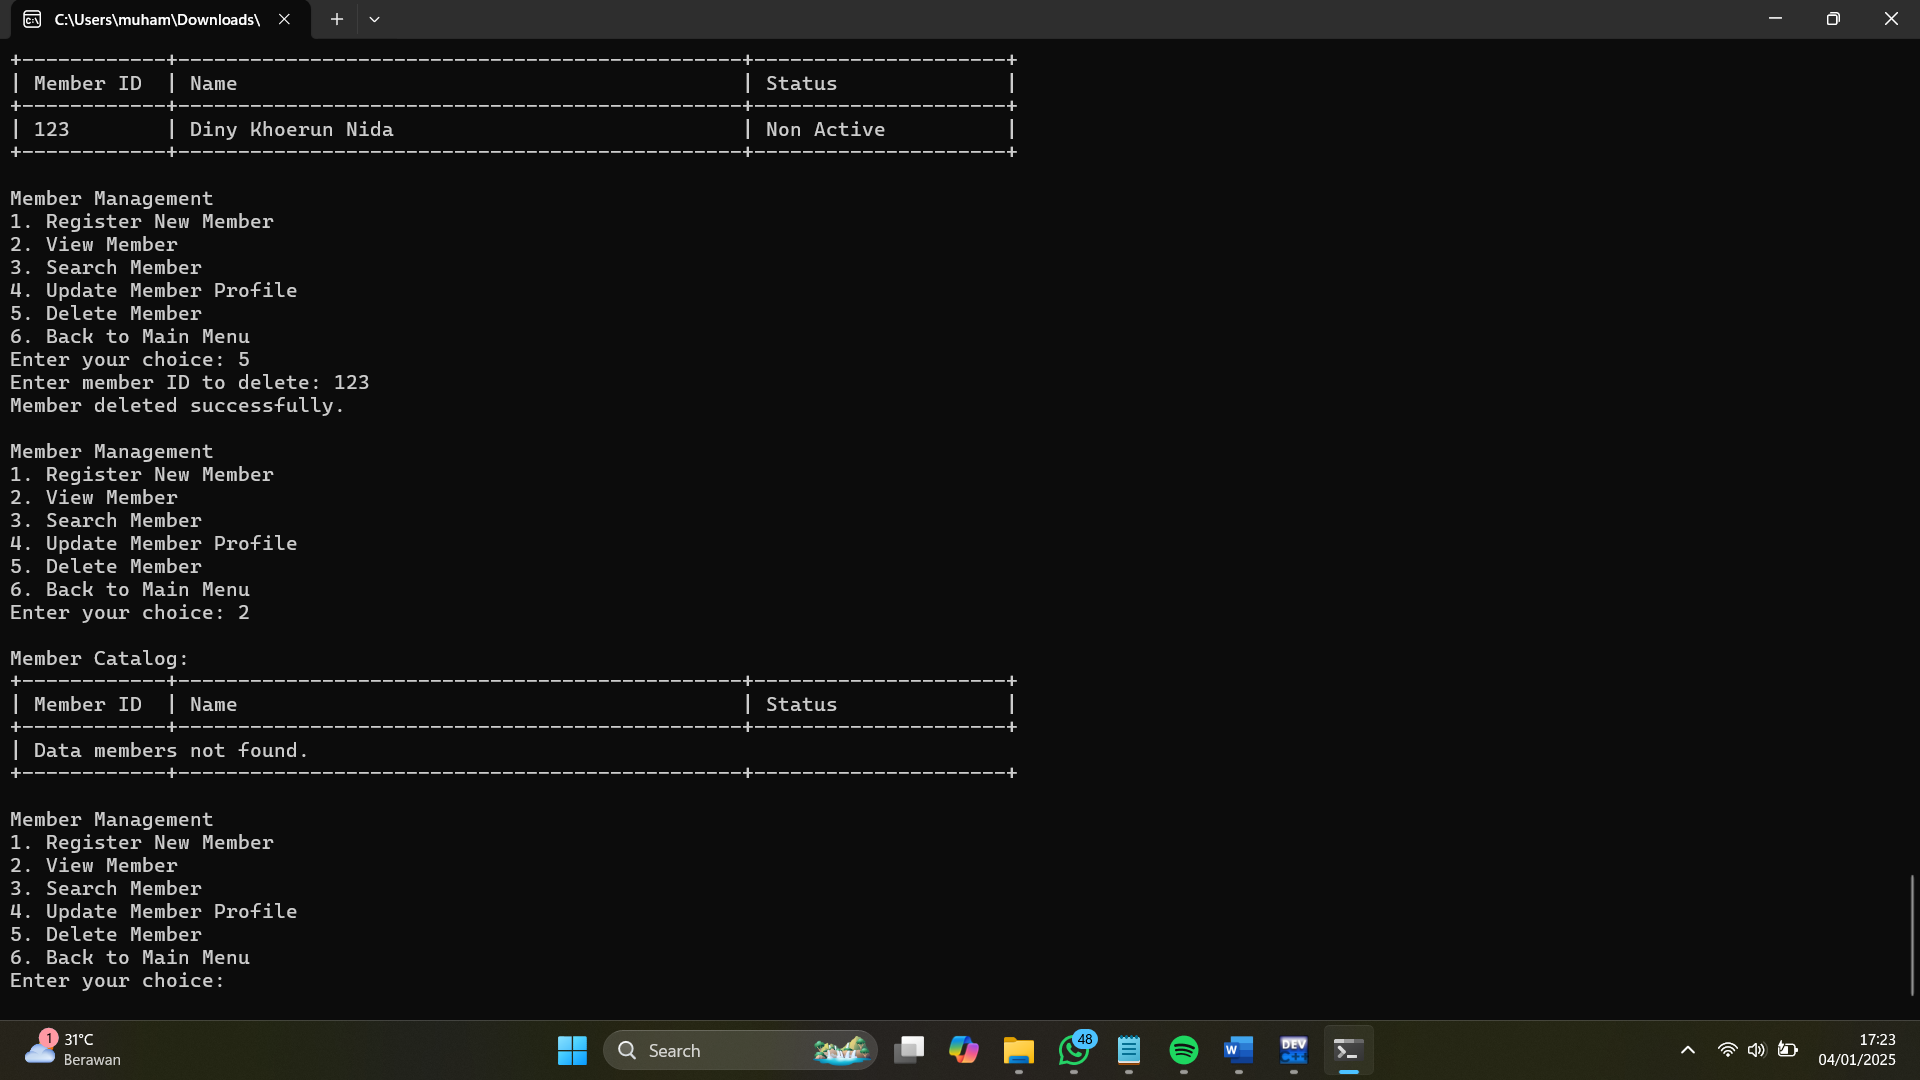 C:\Users\muham\Downloads\
+------------+-----------------------------------------------+---------------------+
| Member ID  | Name                                          | Status              |
+------------+-----------------------------------------------+---------------------+
| 123        | Diny Khoerun Nida                             | Non Active          |
+------------+-----------------------------------------------+---------------------+
Member Management
1. Register New Member
2. View Member
3. Search Member
4. Update Member Profile
5. Delete Member
6. Back to Main Menu
Enter your choice: 5
Enter member ID to delete: 123
Member deleted successfully.
Member Management
1. Register New Member
2. View Member
3. Search Member
4. Update Member Profile
5. Delete Member
6. Back to Main Menu
Enter your choice: 2
Member Catalog:
+------------+-----------------------------------------------+---------------------+
| Member ID  | Name                                          | Status              |
+------------+-----------------------------------------------+---------------------+
| Data members not found.
+------------+-----------------------------------------------+---------------------+
Member Management
1. Register New Member
2. View Member
3. Search Member
4. Update Member Profile
5. Delete Member
6. Back to Main Menu
Enter your choice:
1
31°C
Berawan
Search
48
W
DEV
C++
17:23
04/01/2025